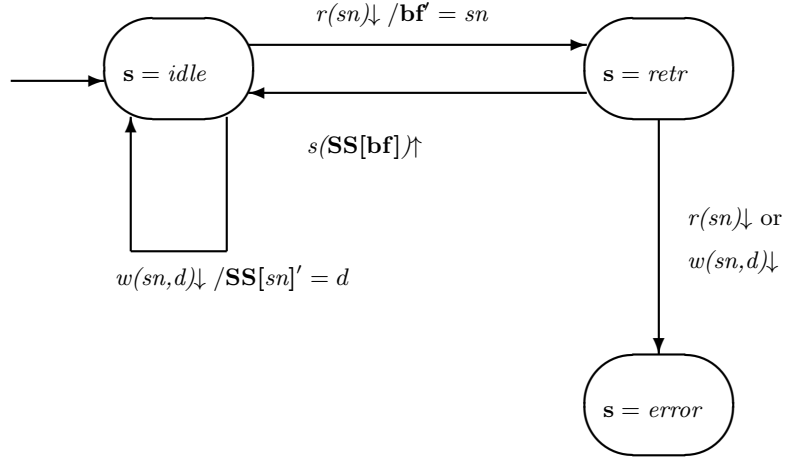 r(sn)↓ /bf′ = sn
s = idle
s = retr
s(SS[bf])↑
r(sn)↓ or
w(sn,d)↓
w(sn,d)↓ /SS[sn]′ = d
s = error